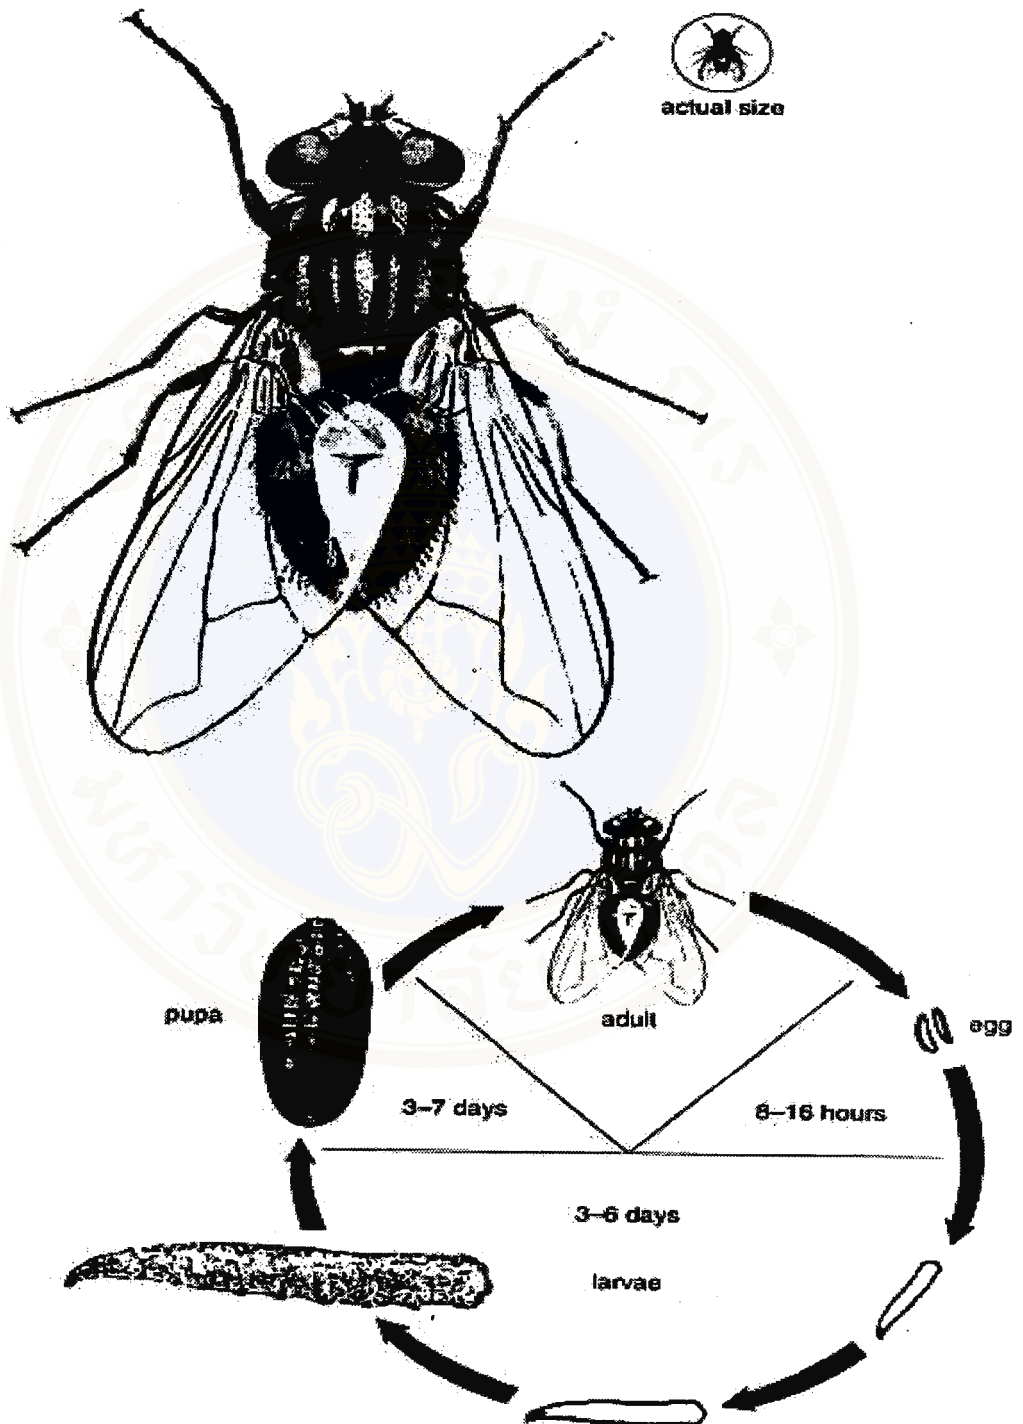 actual size
adult
pupa
egg
3–7 days
8–16 hours
3–6 days
larvae